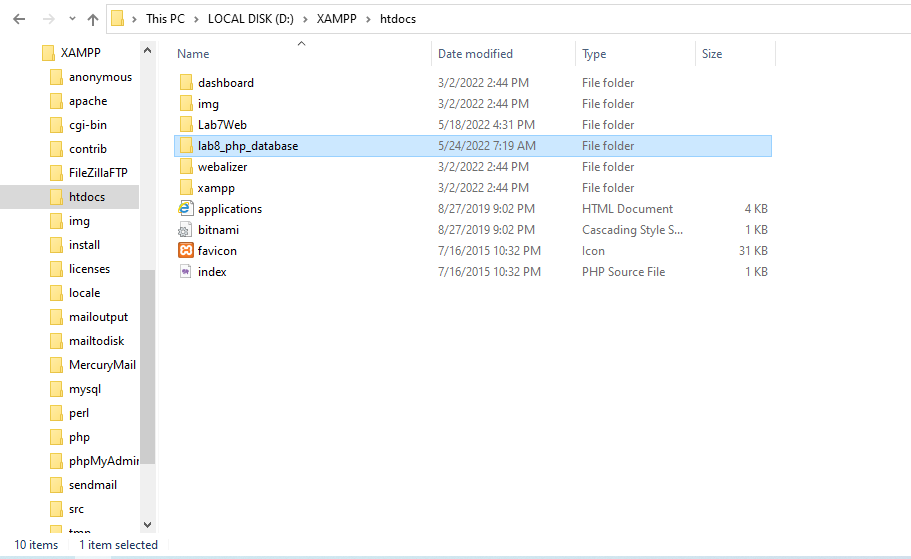 This PC > LOCAL DISK (D:) > XAMPP > htdocs
XAMPP
anonymous
apache
cgi-bin
contrib
FileZillaFTP
htdocs
img
install
licenses
locale
mailoutput
mailtodisk
MercuryMail
mysql
perl
php
phpMyAdmin
sendmail
src
tmp
Name Date modified Type Size
dashboard 3/2/2022 2:44 PM File folder
img 3/2/2022 2:44 PM File folder
Lab7Web 5/18/2022 4:31 PM File folder
lab8_php_database 5/24/2022 7:19 AM File folder
webalizer 3/2/2022 2:44 PM File folder
xampp 3/2/2022 2:44 PM File folder
applications 8/27/2019 9:02 PM HTML Document 4 KB
bitnami 8/27/2019 9:02 PM Cascading Style S... 1 KB
favicon 7/16/2015 10:32 PM Icon 31 KB
index 7/16/2015 10:32 PM PHP Source File 1 KB
10 items 1 item selected